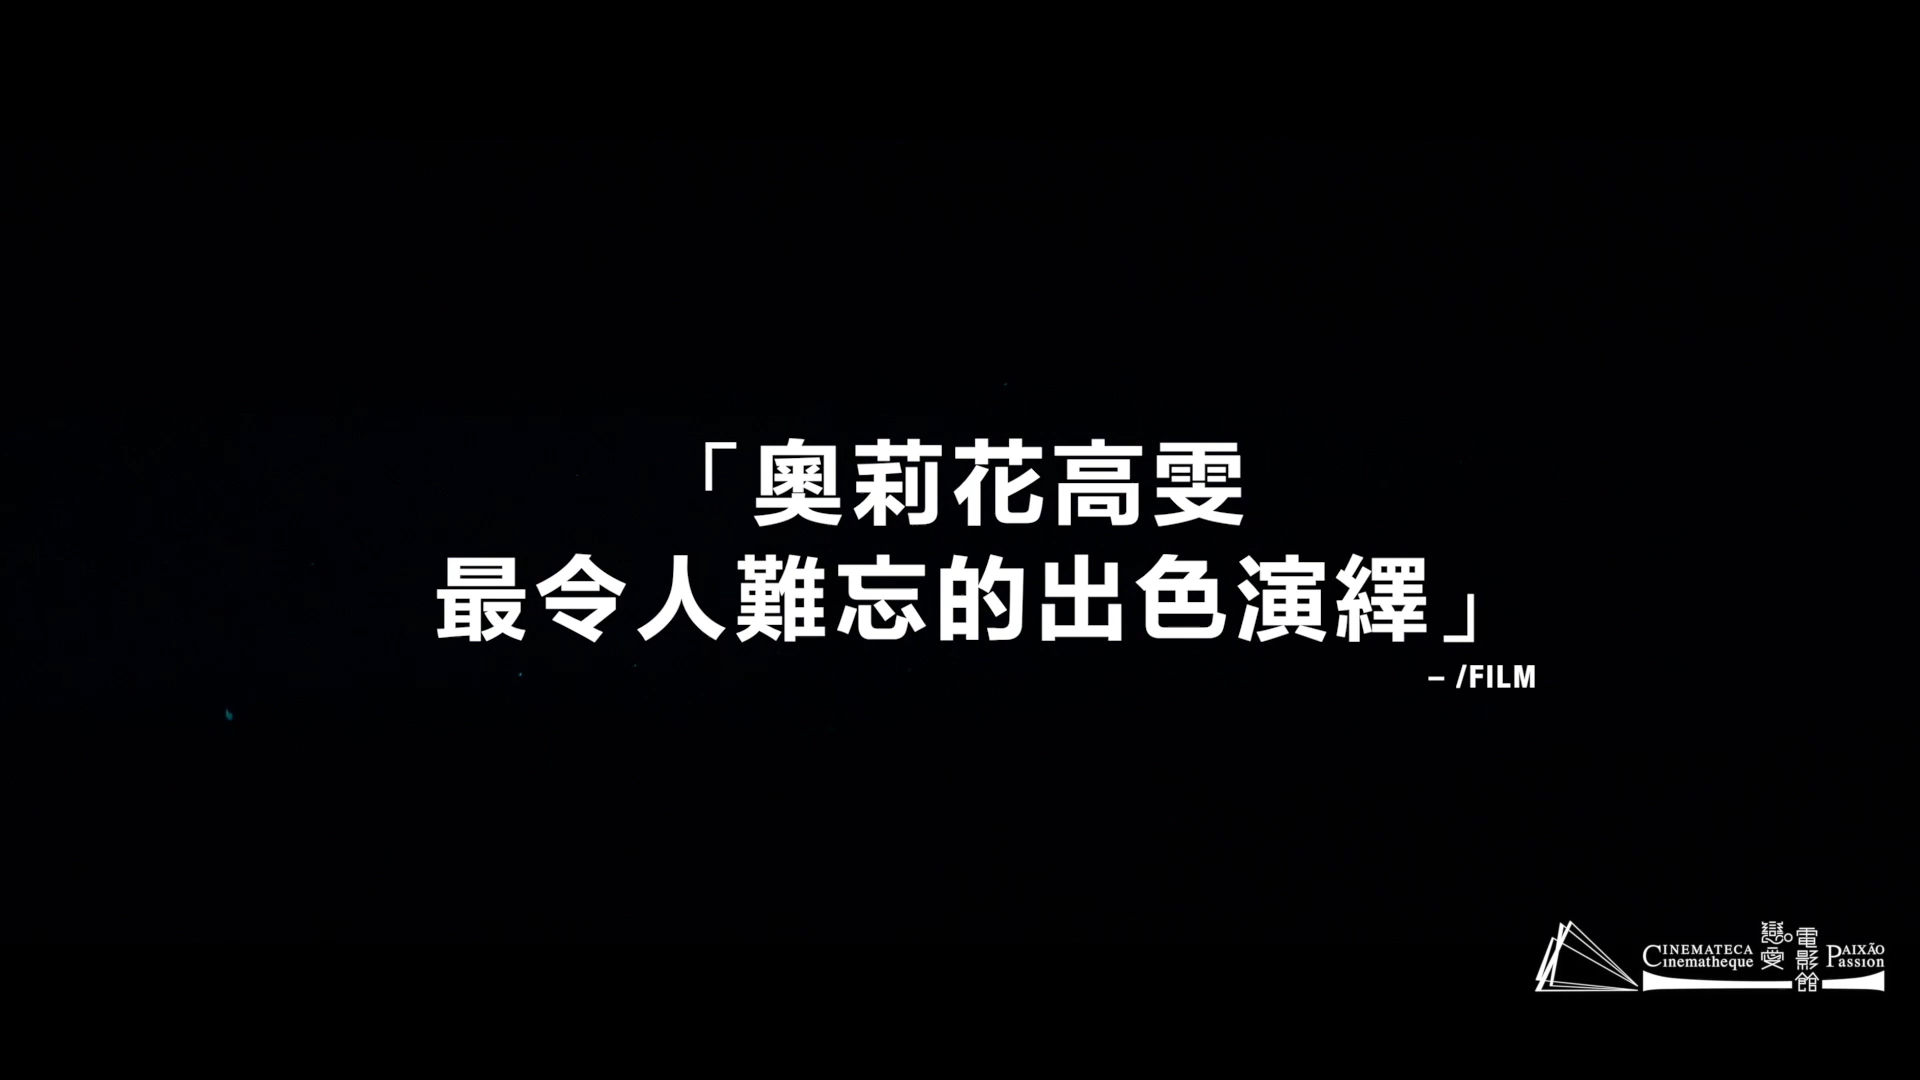 「奧莉花高雯
最令人難忘的出色演繹」
– /FILM
CINEMATECA 戀愛 電影館 PAIXÃO
Cinematheque Passion